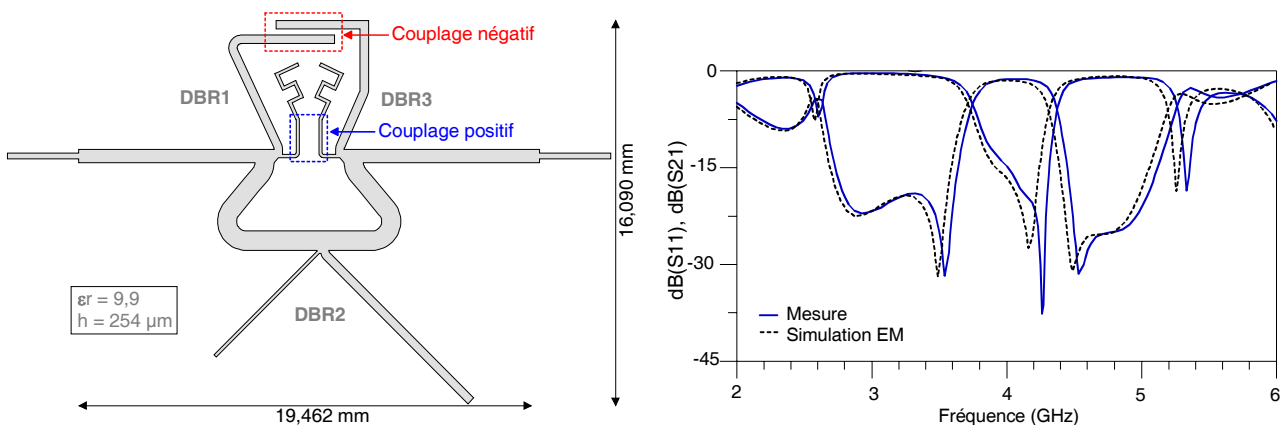 Couplage négatif
DBR1
DBR3
Couplage positif
εr = 9,9
h = 254 µm
DBR2
19,462 mm
16,090 mm
dB(S11), dB(S21)
0
-15
-30
-45
Mesure
Simulation EM
2
3
4
5
6
Fréquence (GHz)